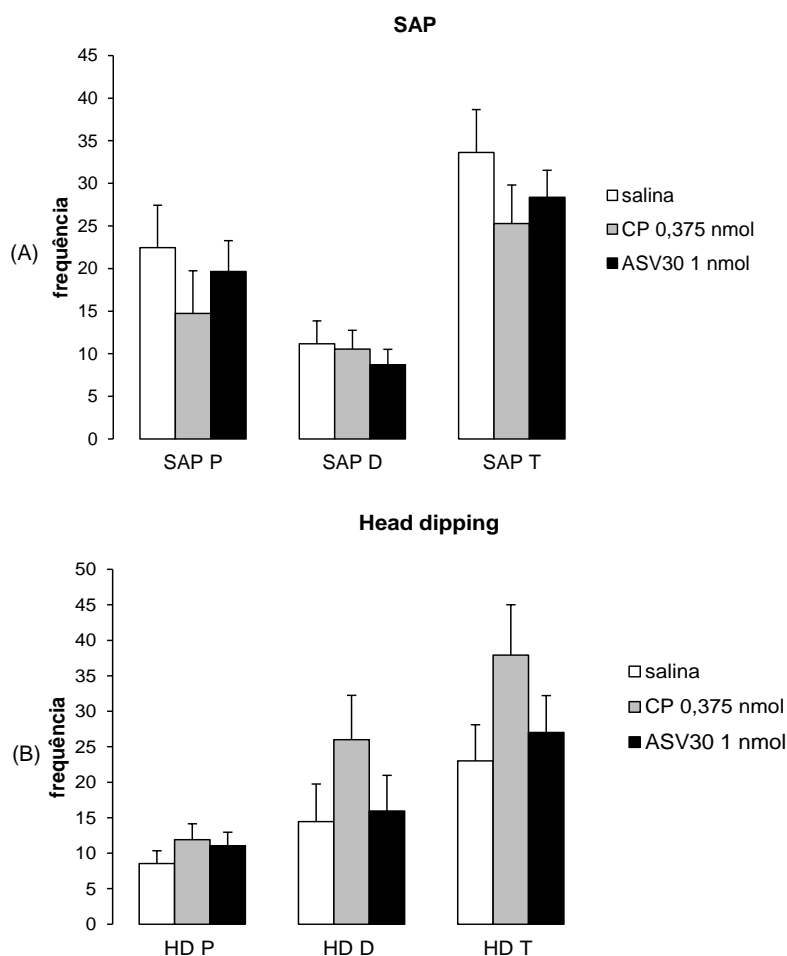 SAP
45
40
35
30
25
20
15
10
5
0
frequência
(A)
SAP P SAP D SAP T
salina
CP 0,375 nmol
ASV30 1 nmol
Head dipping
50
45
40
35
30
25
20
15
10
5
0
frequência
(B)
HD P HD D HD T
salina
CP 0,375 nmol
ASV30 1 nmol